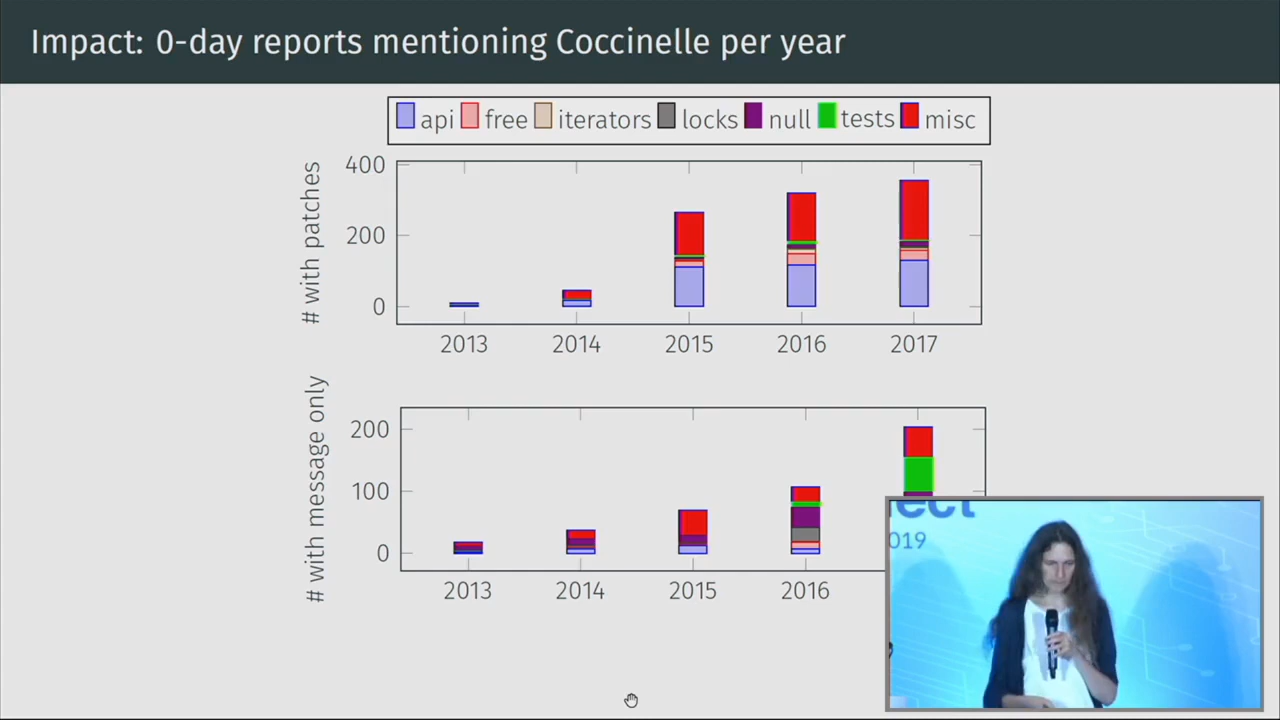 Impact: 0-day reports mentioning Coccinelle per year
api free iterators locks null tests misc
# with patches
400
200
0
2013 2014 2015 2016 2017
# with message only
200
100
0
2013 2014 2015 2016
2019